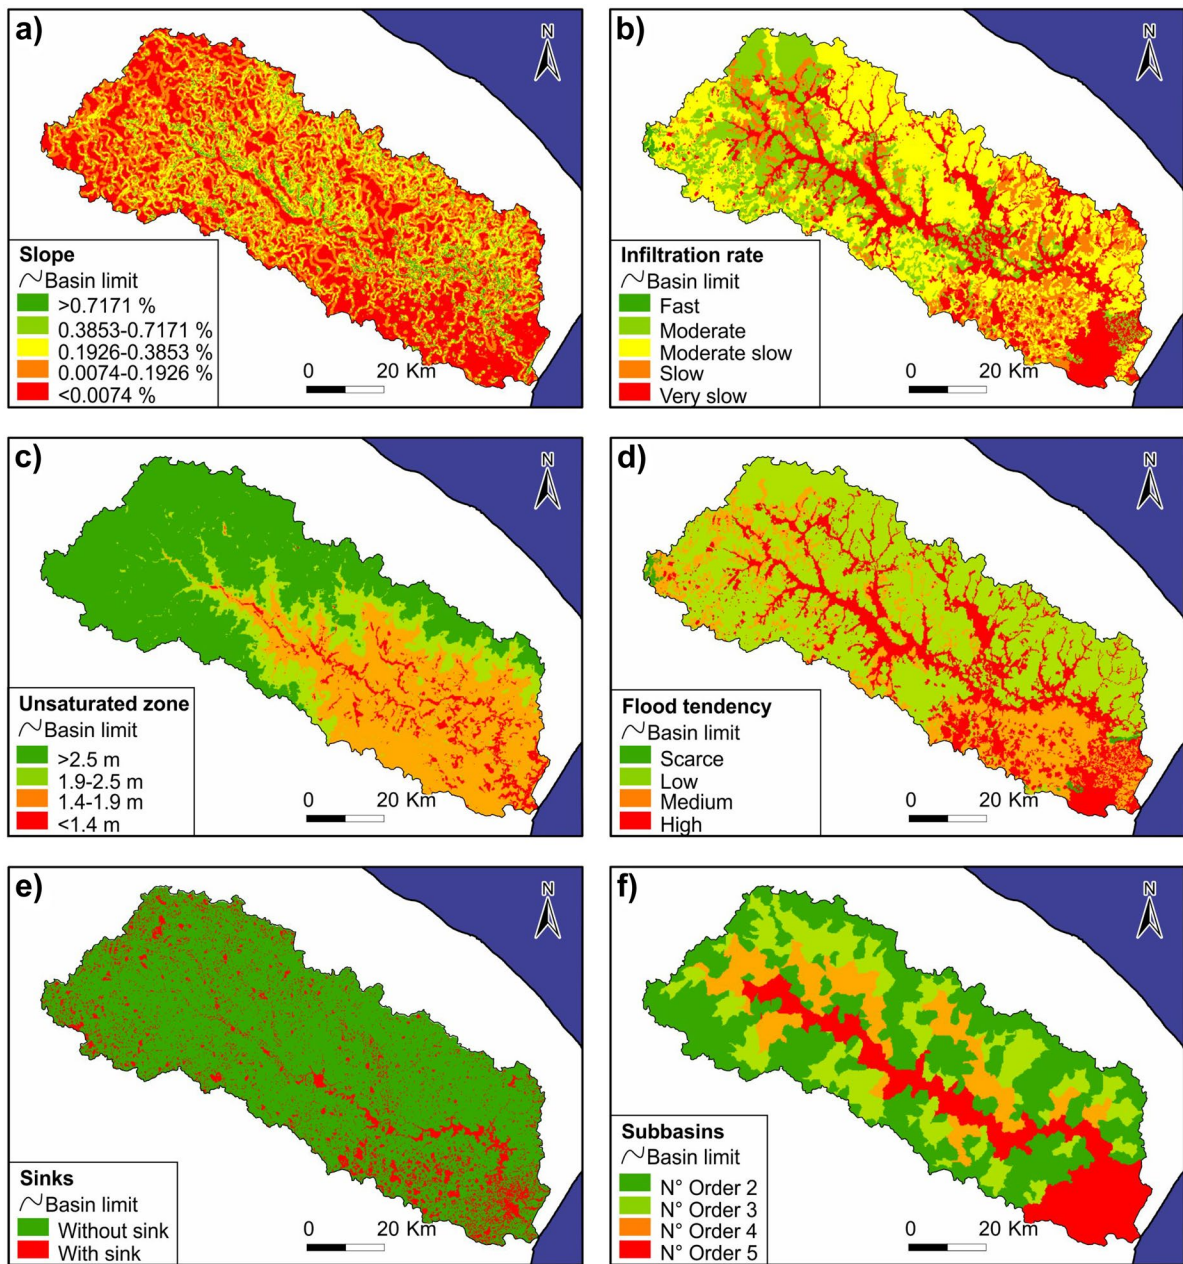 a)
N
Slope
Basin limit
>0.7171 %
0.3853-0.7171 %
0.1926-0.3853 %
0.0074-0.1926 %
<0.0074 %
0 20 Km
b)
N
Infiltration rate
Basin limit
Fast
Moderate
Moderate slow
Slow
Very slow
0 20 Km
c)
N
Unsaturated zone
Basin limit
>2.5 m
1.9-2.5 m
1.4-1.9 m
<1.4 m
0 20 Km
d)
N
Flood tendency
Basin limit
Scarce
Low
Medium
High
0 20 Km
e)
N
Sinks
Basin limit
Without sink
With sink
0 20 Km
f)
N
Subbasins
Basin limit
N° Order 2
N° Order 3
N° Order 4
N° Order 5
0 20 Km